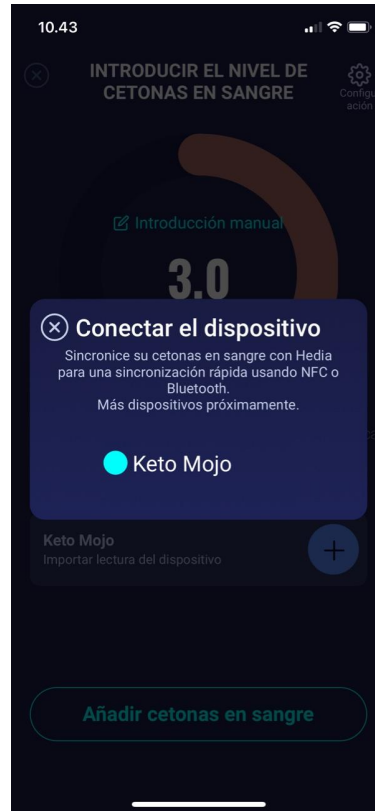 10.43
INTRODUCIR EL NIVEL DE
CETONAS EN SANGRE
Configu
ación
Introducción manual
3.0
Conectar el dispositivo
Sincronice su cetonas en sangre con Hedia
para una sincronización rápida usando NFC o
Bluetooth.
Más dispositivos próximamente.
Keto Mojo
Keto Mojo
Importar lectura del dispositivo
Añadir cetonas en sangre